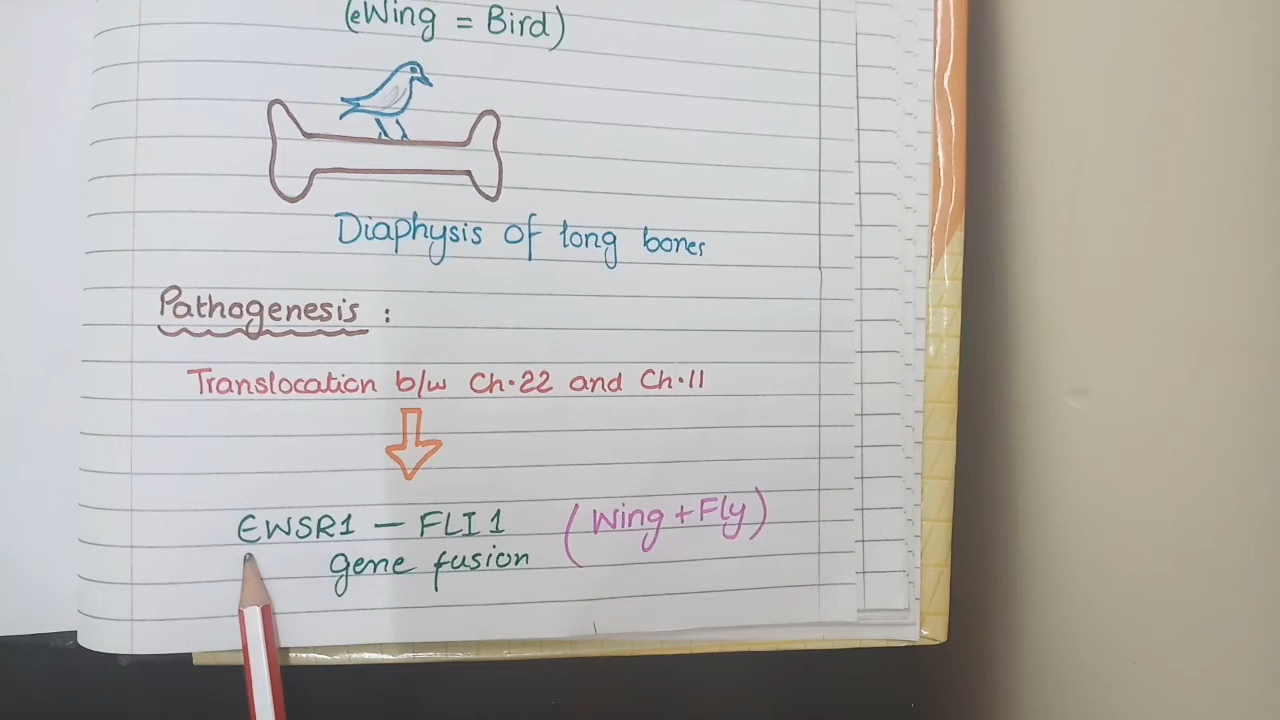 (eWing = Bird)
Diaphysis of long bones
Pathogenesis :
Translocation b/w Ch.22 and Ch.11
EWSR1 – FLI1 (Wing + Fly)
gene fusion